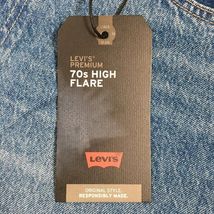 LEVI'S
PREMIUM
70s HIGH
FLARE
Levi's
ORIGINAL STYLE.
RESPONSIBLY MADE.